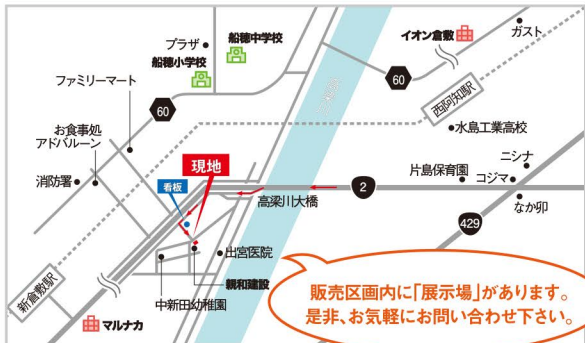 プラザ
船穂中学校
船穂小学校
イオン倉敷
ガスト
ファミリーマート
60
60
西阿知駅
お食事処
アドバルーン
水島工業高校
消防署
看板
現地
ニシナ
片島保育園
コジマ
2
高梁川大橋
なか卯
429
出宮医院
親和建設
中新田幼稚園
新倉敷駅
マルナカ
販売区画内に「展示場」があります。
是非、お気軽にお問い合わせ下さい。